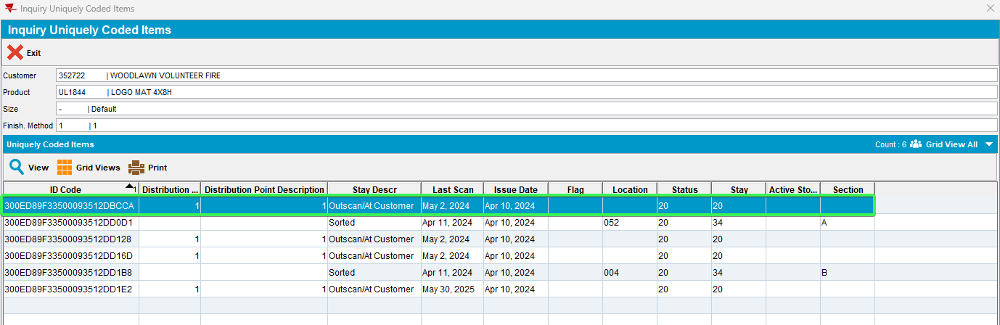 Inquiry Uniquely Coded Items
Inquiry Uniquely Coded Items
Exit
Customer 352722 | WOODLAWN VOLUNTEER FIRE
Product UL1844 | LOGO MAT 4X8H
Size - | Default
Finish. Method 1 | 1
Uniquely Coded Items Count : 6 Grid View All
View Grid Views Print
ID Code 1 Distribution ... Distribution Point Description Stay Descr Last Scan Issue Date Flag Location Status Stay Active Sto... Section
300ED89F33500093512DBCCA 1 1 Outscan/At Customer May 2, 2024 Apr 10, 2024 20 20
300ED89F33500093512DD0D1 Sorted Apr 11, 2024 Apr 10, 2024 052 20 34 A
300ED89F33500093512DD128 1 1 Outscan/At Customer May 2, 2024 Apr 10, 2024 20 20
300ED89F33500093512DD16D 1 1 Outscan/At Customer May 2, 2024 Apr 10, 2024 20 20
300ED89F33500093512DD1B8 Sorted Apr 11, 2024 Apr 10, 2024 004 20 34 B
300ED89F33500093512DD1E2 1 1 Outscan/At Customer May 30, 2025 Apr 10, 2024 20 20